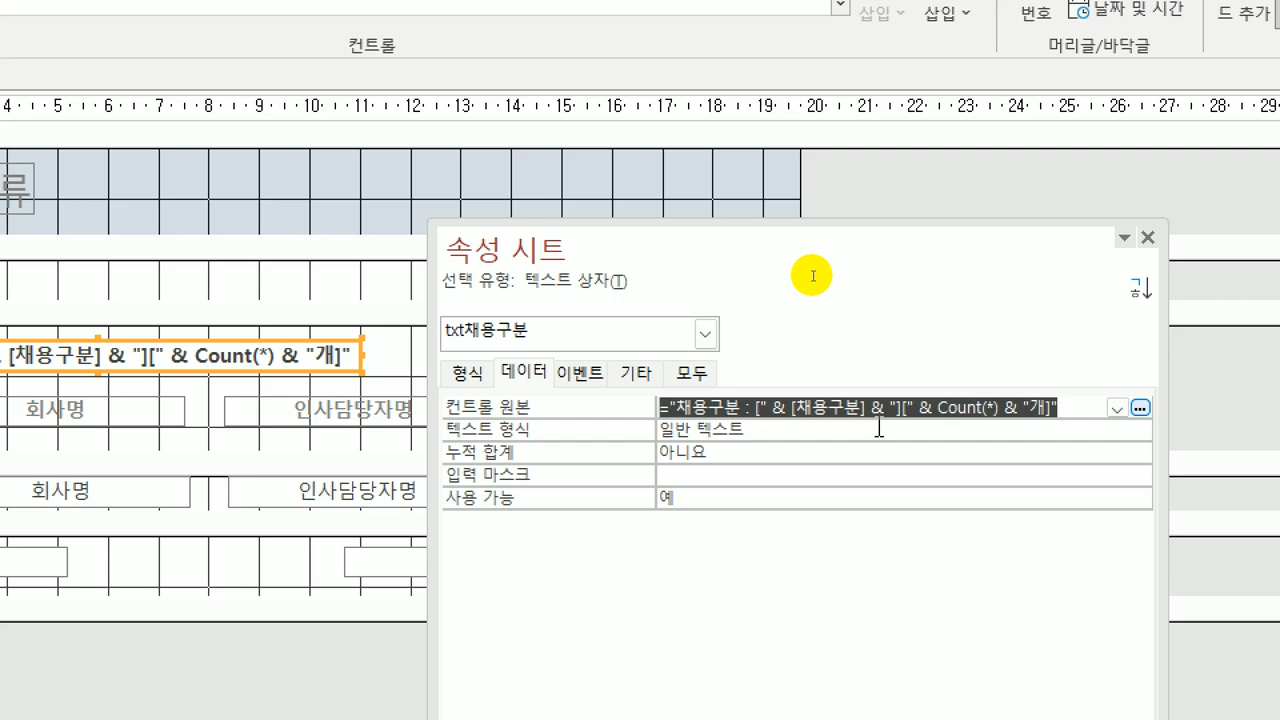 삽입 삽입 번호 날짜 및 시간 드 추가
컨트롤 머리글/바닥글
4 5 6 7 8 9 10 11 12 13 14 15 16 17 18 19 20 21 22 23 24 25 26 27 28 29
류
속성 시트
선택 유형: 텍스트 상자(T)
txt채용구분
[채용구분] & "][" & Count(*) & "개]"
형식 데이터 이벤트 기타 모두
회사명 인사담당자명
컨트롤 원본 ="채용구분 : [" & [채용구분] & "][" & Count(*) & "개]"
텍스트 형식 일반 텍스트
누적 합계 아니요
입력 마스크
회사명 인사담당자명
사용 가능 예